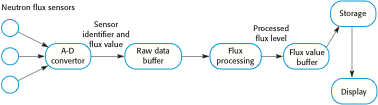 Neutron flux sensors
Sensor
identifier and
flux value
A-D
convertor
Raw data
buffer
Flux
processing
Processed
flux level
Flux value
buffer
Storage
Display